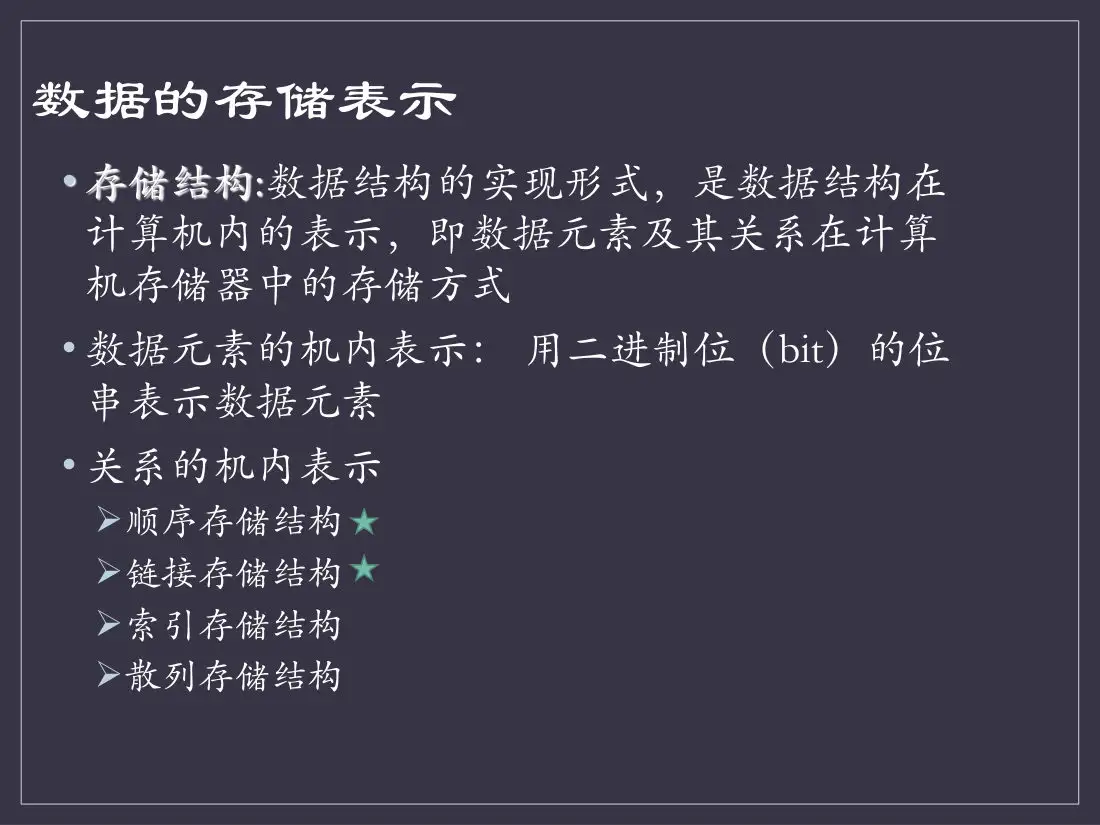 数据的存储表示
• 存储结构:数据结构的实现形式，是数据结构在
计算机内的表示，即数据元素及其关系在计算
机存储器中的存储方式
• 数据元素的机内表示： 用二进制位（bit）的位
串表示数据元素
• 关系的机内表示
➢顺序存储结构★
➢链接存储结构★
➢索引存储结构
➢散列存储结构